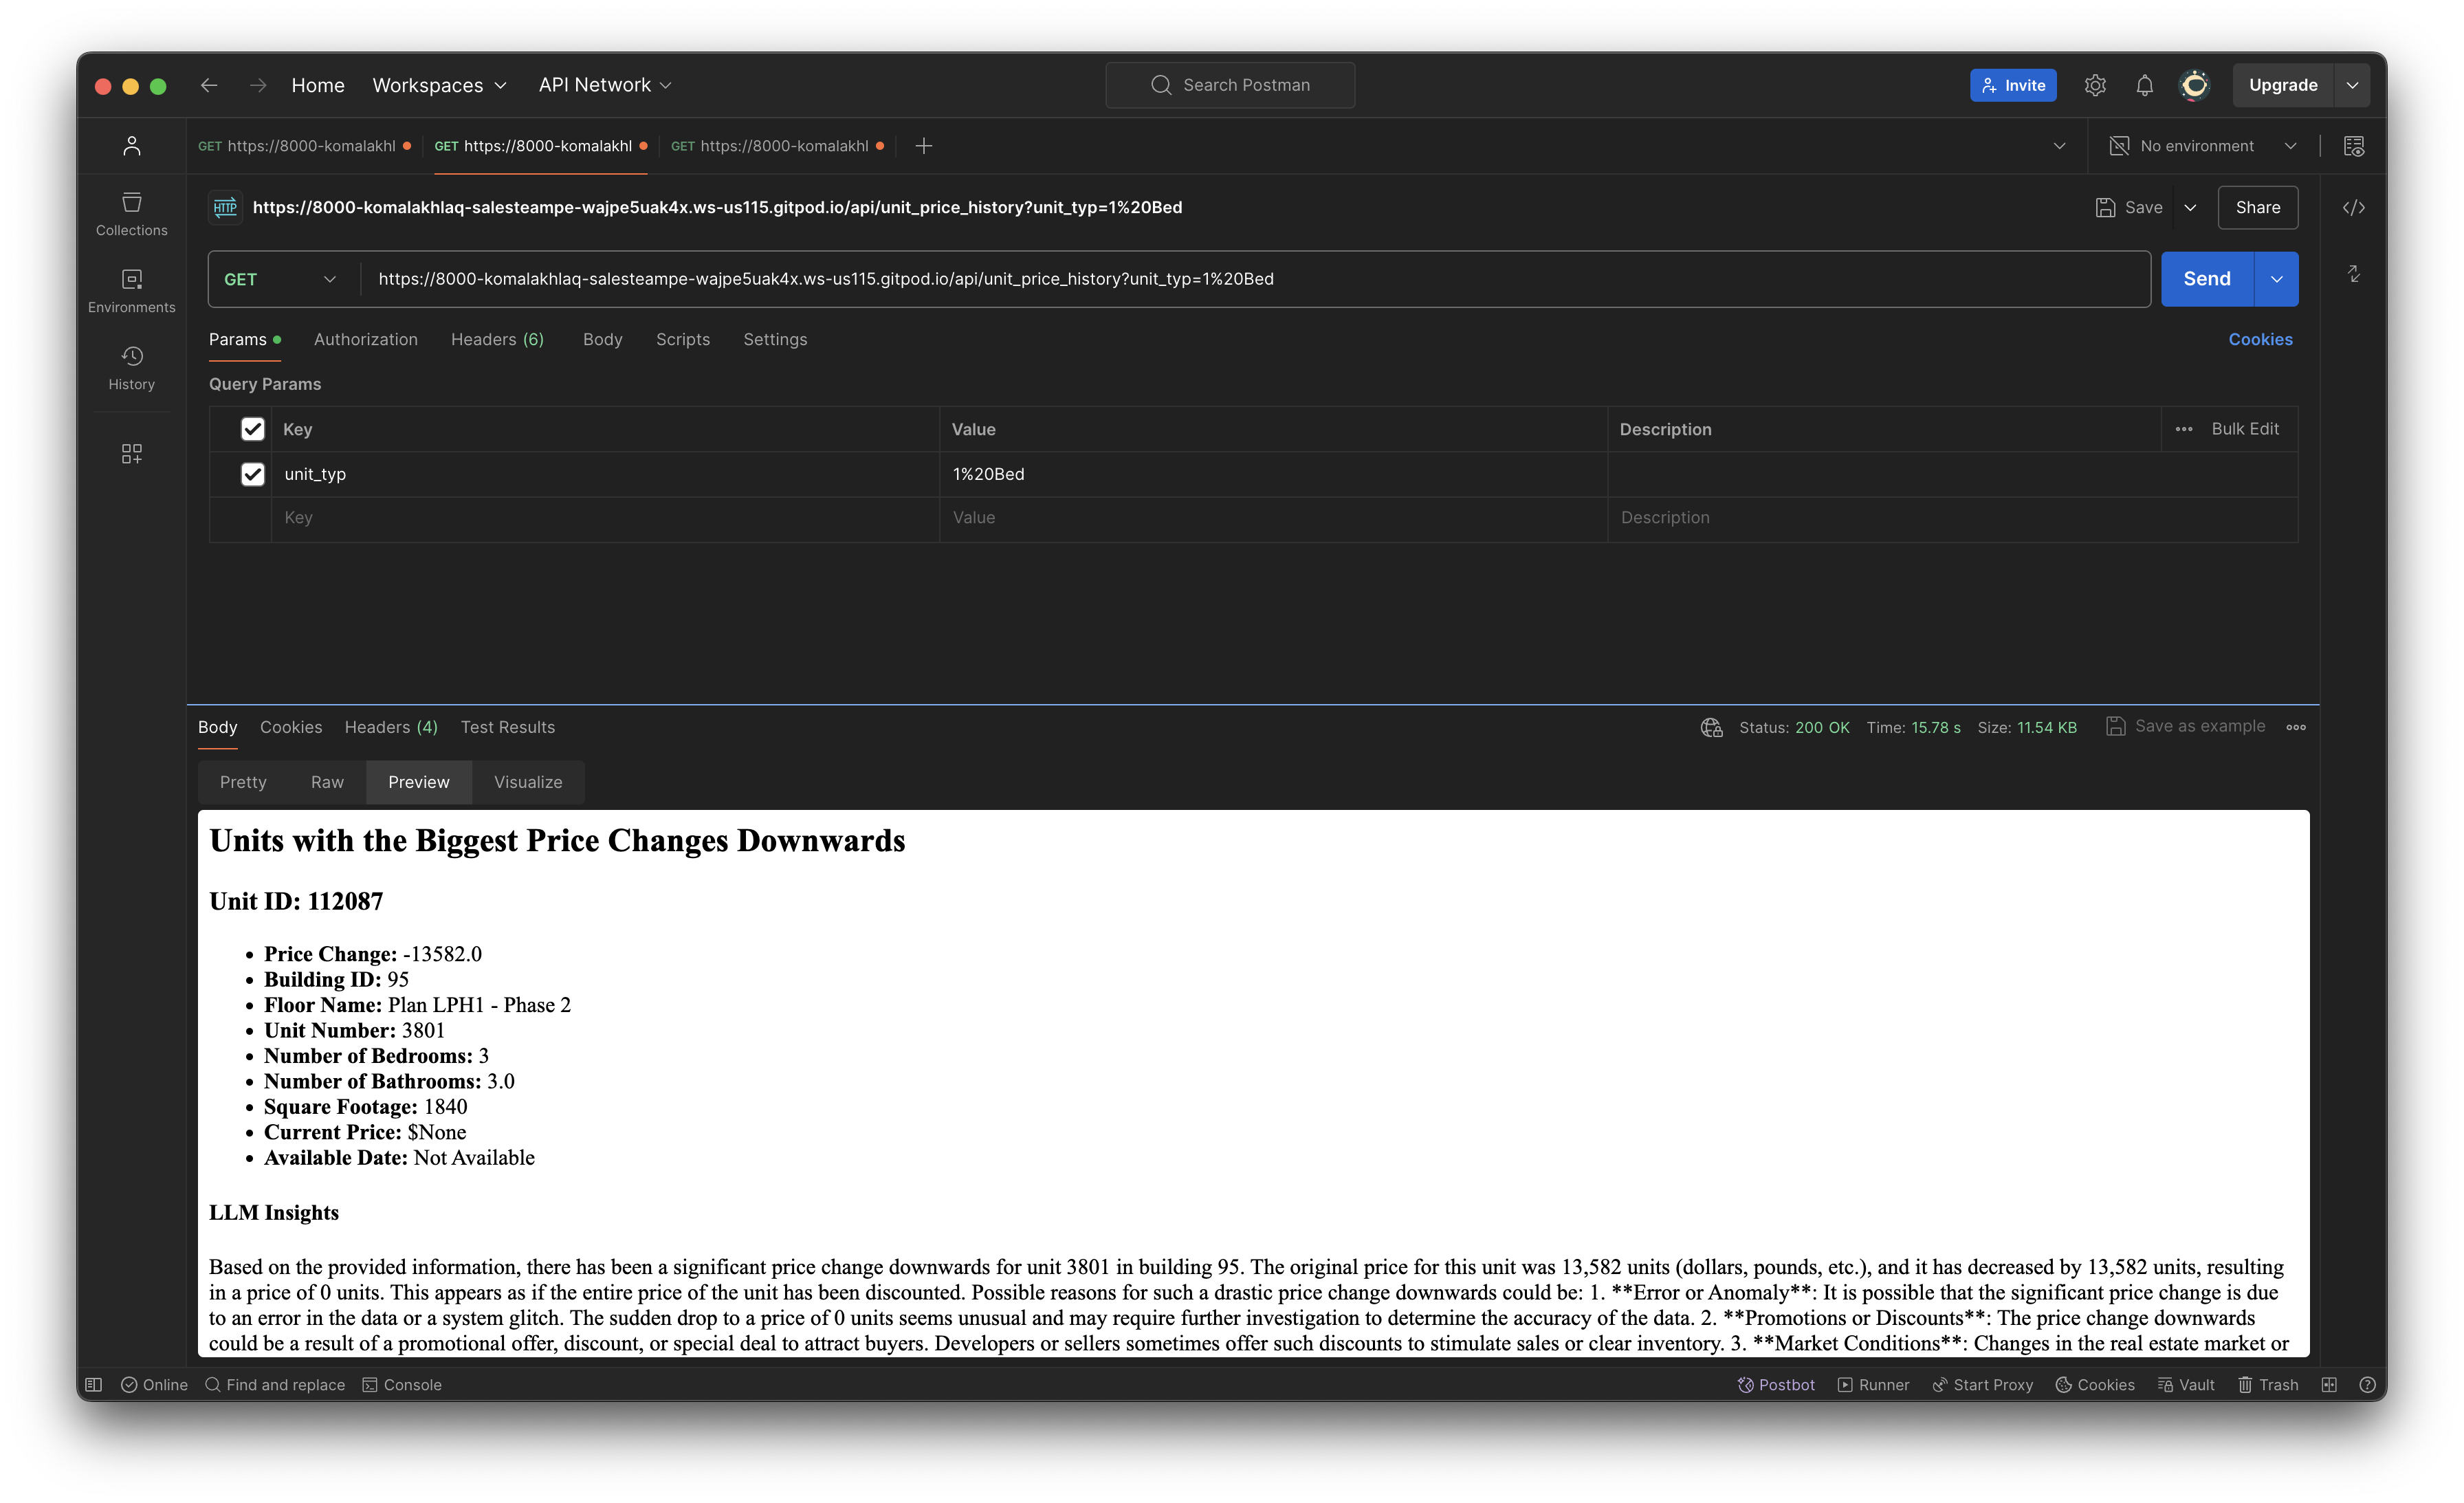 Home Workspaces API Network Search Postman Invite Upgrade
GET https://8000-komalakhl GET https://8000-komalakhl GET https://8000-komalakhl No environment
HTTP https://8000-komalakhlaq-salesteampe-wajpe5uak4x.ws-us115.gitpod.io/api/unit_price_history?unit_typ=1%20Bed Save Share
Collections
GET https://8000-komalakhlaq-salesteampe-wajpe5uak4x.ws-us115.gitpod.io/api/unit_price_history?unit_typ=1%20Bed Send
Environments
Params Authorization Headers (6) Body Scripts Settings Cookies
History
Query Params
Key Value Description Bulk Edit
unit_typ 1%20Bed
Key Value Description
Body Cookies Headers (4) Test Results Status: 200 OK Time: 15.78 s Size: 11.54 KB Save as example
Pretty Raw Preview Visualize
Units with the Biggest Price Changes Downwards
Unit ID: 112087
• Price Change: -13582.0
• Building ID: 95
• Floor Name: Plan LPH1 - Phase 2
• Unit Number: 3801
• Number of Bedrooms: 3
• Number of Bathrooms: 3.0
• Square Footage: 1840
• Current Price: $None
• Available Date: Not Available
LLM Insights
Based on the provided information, there has been a significant price change downwards for unit 3801 in building 95. The original price for this unit was 13,582 units (dollars, pounds, etc.), and it has decreased by 13,582 units, resulting
in a price of 0 units. This appears as if the entire price of the unit has been discounted. Possible reasons for such a drastic price change downwards could be: 1. **Error or Anomaly**: It is possible that the significant price change is due
to an error in the data or a system glitch. The sudden drop to a price of 0 units seems unusual and may require further investigation to determine the accuracy of the data. 2. **Promotions or Discounts**: The price change downwards
could be a result of a promotional offer, discount, or special deal to attract buyers. Developers or sellers sometimes offer such discounts to stimulate sales or clear inventory. 3. **Market Conditions**: Changes in the real estate market or
Online Find and replace Console Postbot Runner Start Proxy Cookies Vault Trash